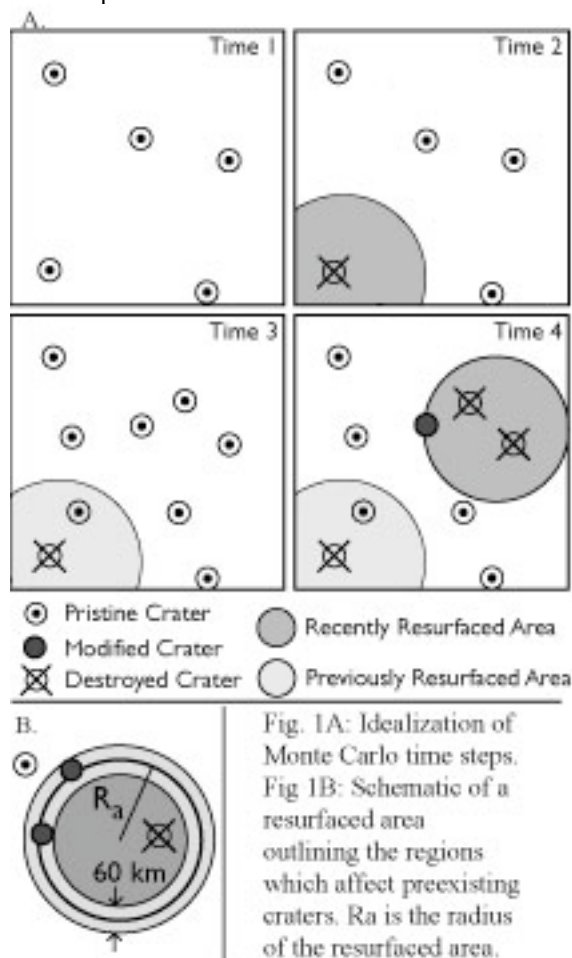 A.
Time 1
Time 2
Time 3
Time 4
Pristine Crater
Modified Crater
Destroyed Crater
Recently Resurfaced Area
Previously Resurfaced Area
B.
Ra
60 km
Fig. 1A: Idealization of
Monte Carlo time steps.
Fig 1B: Schematic of a
resurfaced area
outlining the regions
which affect preexisting
craters. Ra is the radius
of the resurfaced area.